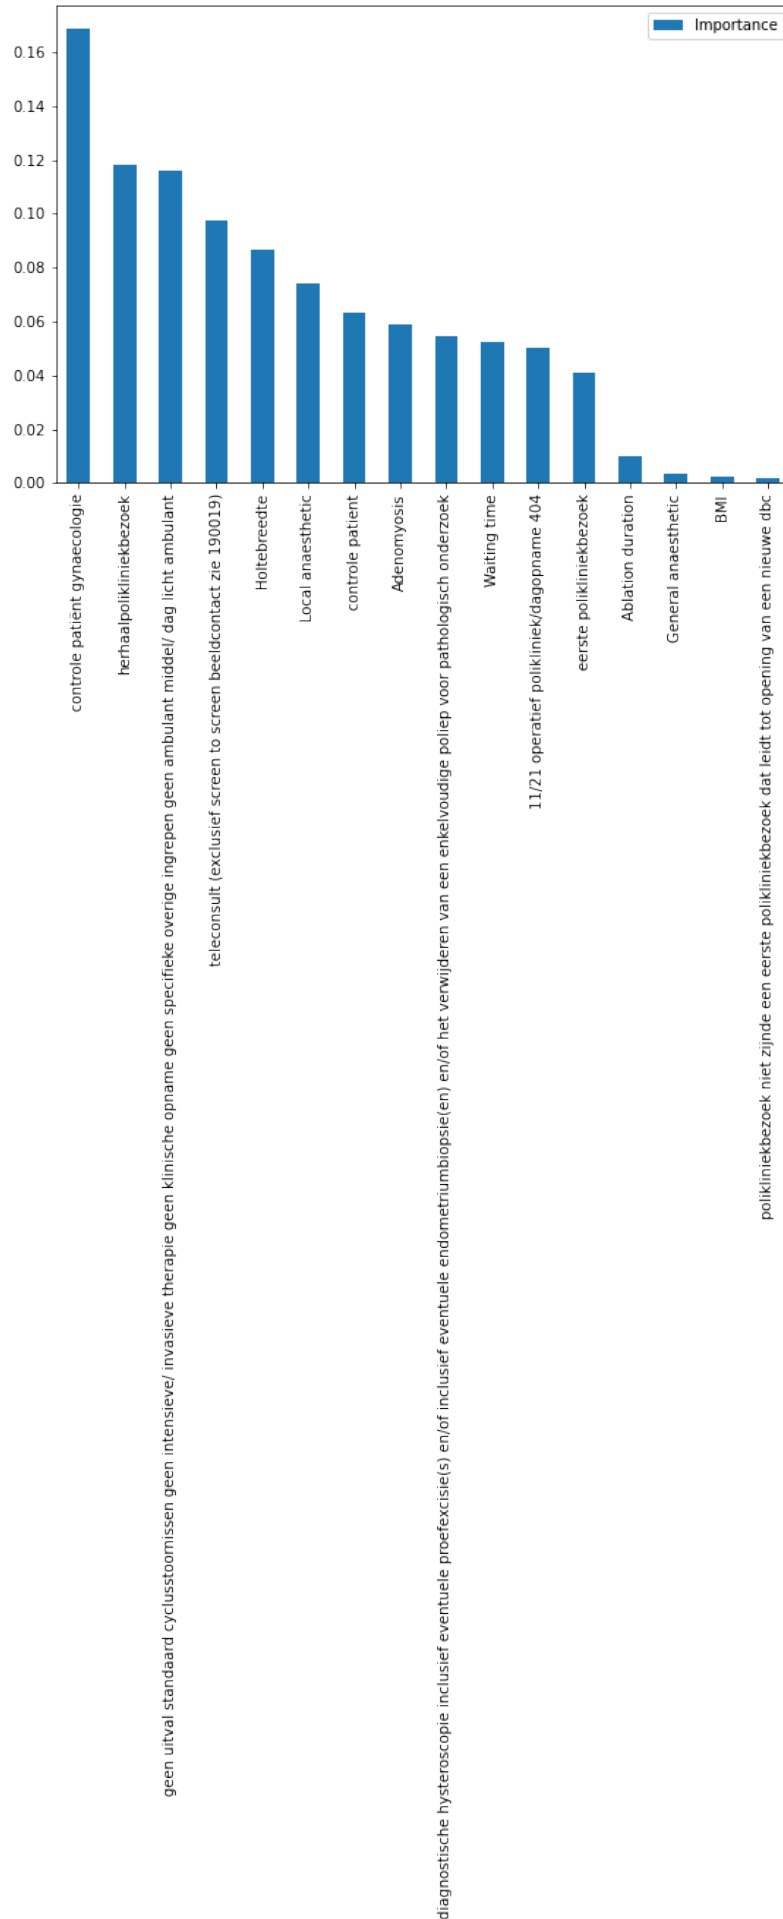 Importance
0.16
0.14
0.12
0.10
0.08
0.06
0.04
0.02
0.00
controle patiënt gynaecologie
herhaalpolikliniekbezoek
geen uitval standaard cyclusstoornissen geen intensieve/ invasieve therapie geen klinische opname geen specifieke overige ingrepen geen ambulant middel/ dag licht ambulant
teleconsult (exclusief screen to screen beeldcontact zie 190019)
Holtebreedte
Local anaesthetic
controle patient
Adenomyosis
diagnostische hysteroscopie inclusief eventuele proefexcisie(s) en/of inclusief eventuele endometriumbiopsie(en) en/of het verwijderen van een enkelvoudige poliep voor pathologisch onderzoek
Waiting time
11/21 operatief polikliniek/dagopname 404
eerste polikliniekbezoek
Ablation duration
General anaesthetic
BMI
polikliniekbezoek niet zijnde een eerste polikliniekbezoek dat leidt tot opening van een nieuwe dbc